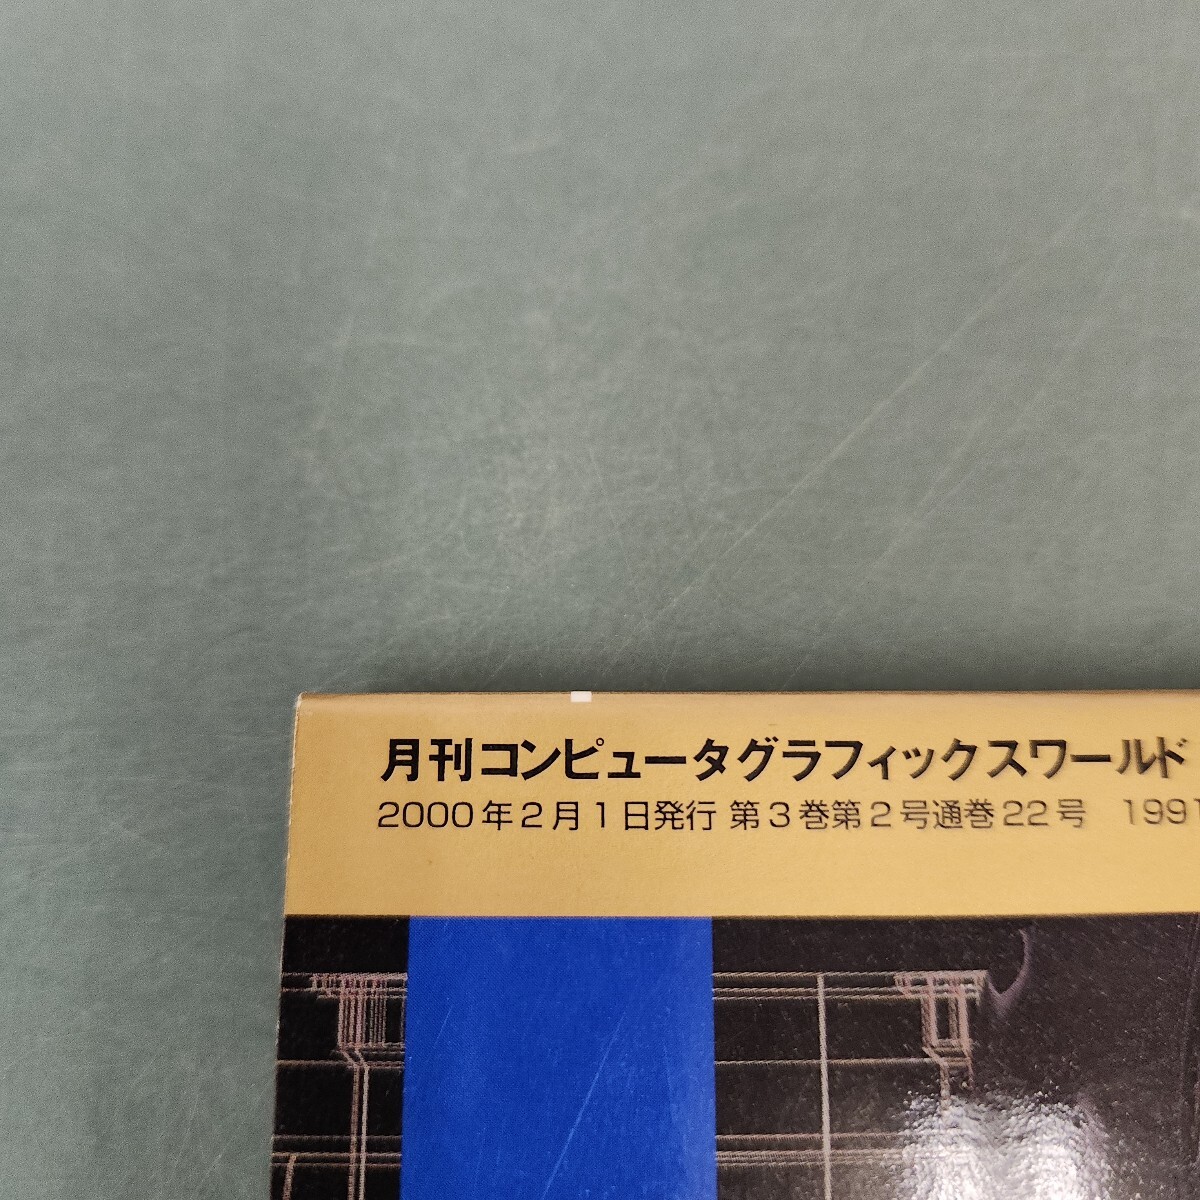 月刊コンピュータグラフィックスワールド
2000年2月1日発行 第3巻第2号通巻22号 1991